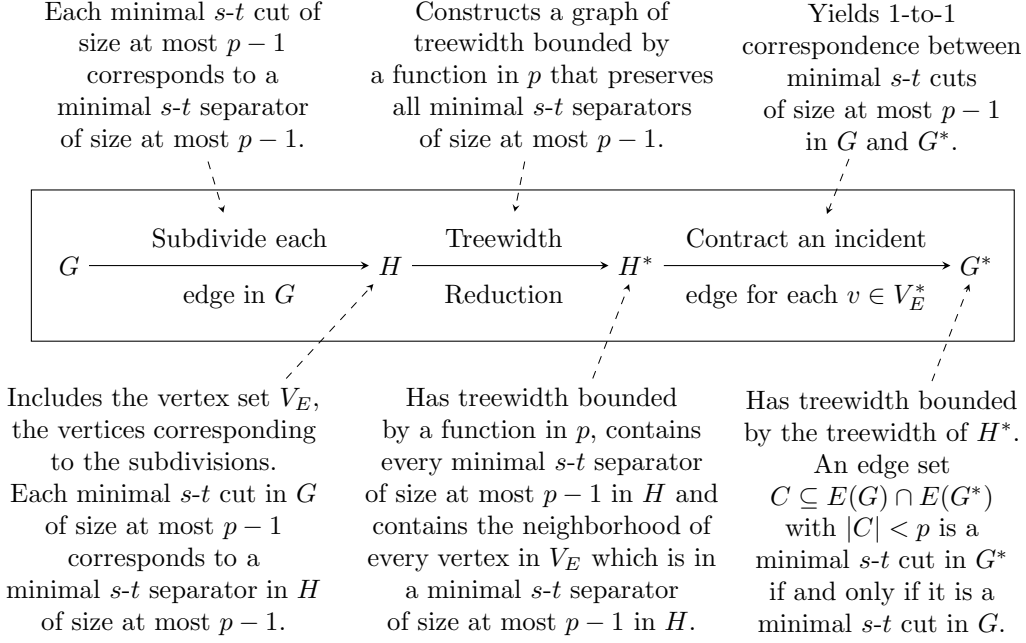 Each minimal s-t cut of
size at most p − 1
corresponds to a
minimal s-t separator
of size at most p − 1.
Constructs a graph of
treewidth bounded by
a function in p that preserves
all minimal s-t separators
of size at most p − 1.
Yields 1-to-1
correspondence between
minimal s-t cuts
of size at most p − 1
in G and G*.
G
Subdivide each
edge in G
H
Treewidth
Reduction
H*
Contract an incident
edge for each v ∈ V_E^*
G*
Includes the vertex set V_E,
the vertices corresponding
to the subdivisions.
Each minimal s-t cut in G
of size at most p − 1
corresponds to a
minimal s-t separator in H
of size at most p − 1.
Has treewidth bounded
by a function in p, contains
every minimal s-t separator
of size at most p − 1 in H and
contains the neighborhood of
every vertex in V_E which is in
a minimal s-t separator
of size at most p − 1 in H.
Has treewidth bounded
by the treewidth of H*.
An edge set
C ⊆ E(G) ∩ E(G*)
with |C| < p is a
minimal s-t cut in G*
if and only if it is a
minimal s-t cut in G.